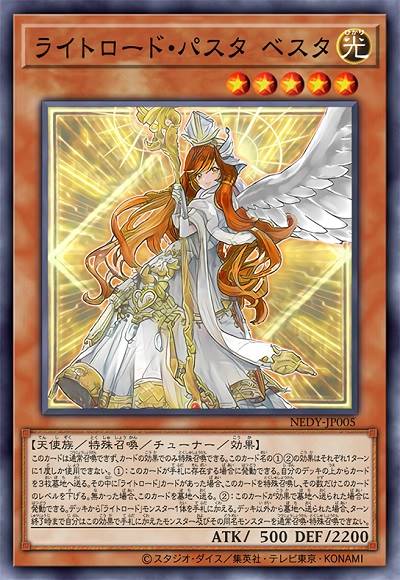 ライトロード・パスタ ベスタ
光
NEDY-JP005
【天使族／特殊召喚／チューナー／効果】
このカードは通常召喚できず、カードの効果でのみ特殊召喚できる。このカード名の①②の効果はそれぞれ1ターン
に1度しか使用できない。①：このカードが手札に存在する場合に発動できる。自分のデッキの上からカード
を3枚墓地へ送る。その中に「ライトロード」カードがあった場合、このカードを特殊召喚し、その数だけこのカード
のレベルを下げる。無かった場合、このカードを墓地へ送る。②：このカードが効果で墓地へ送られた場合に
発動できる。デッキから「ライトロード」モンスター1体を手札に加える。デッキ以外から墓地へ送られた場合、ターン
終了時まで自分はこの効果で手札に加えたモンスター及びその同名モンスターを通常召喚・特殊召喚できない。
ATK/ 500 DEF/2200
©スタジオ・ダイス／集英社・テレビ東京・KONAMI